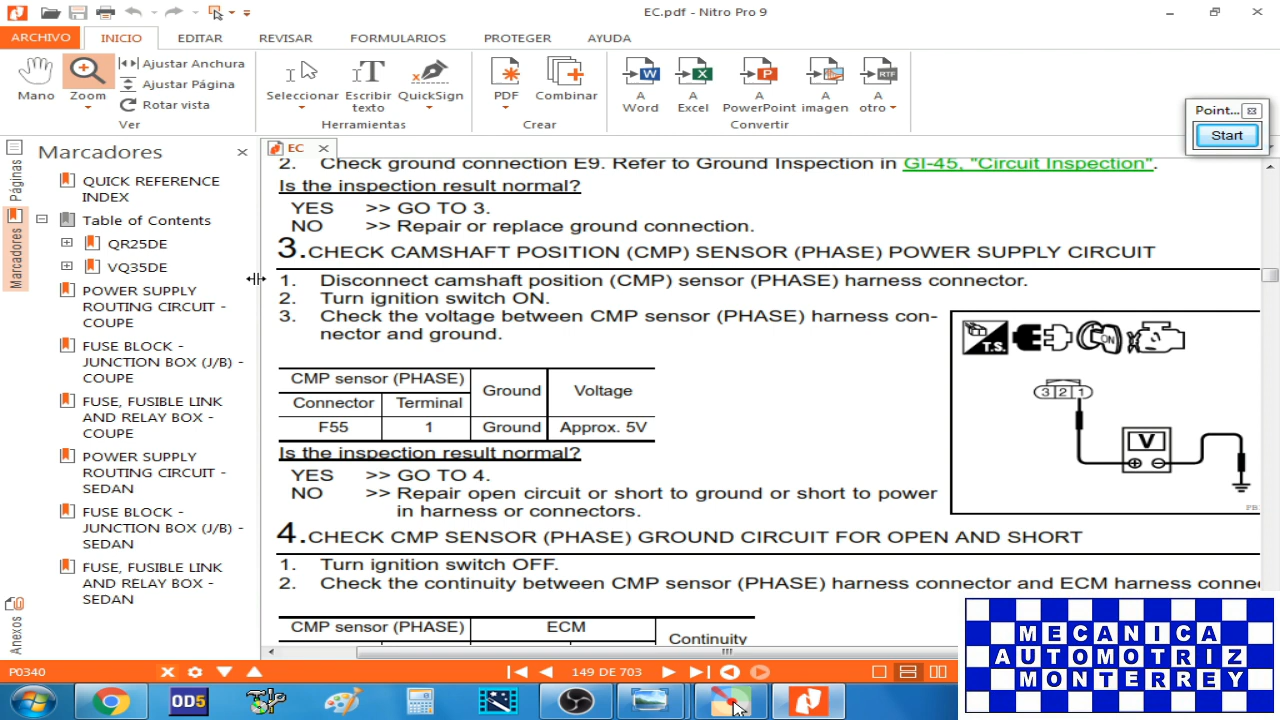 EC.pdf - Nitro Pro 9
ARCHIVO
INICIO
EDITAR
REVISAR
FORMULARIOS
PROTEGER
AYUDA
Mano
Zoom
Ajustar Anchura
Ajustar Página
Rotar vista
Ver
Seleccionar
Escribir texto
QuickSign
Herramientas
PDF
Combinar
Crear
A Word
A Excel
A PowerPoint
A imagen
A otro
Convertir
Point...
Start
Páginas
Marcadores
Anexos
Marcadores
QUICK REFERENCE
INDEX
Table of Contents
QR25DE
VQ35DE
POWER SUPPLY
ROUTING CIRCUIT -
COUPE
FUSE BLOCK -
JUNCTION BOX (J/B) -
COUPE
FUSE, FUSIBLE LINK
AND RELAY BOX -
COUPE
POWER SUPPLY
ROUTING CIRCUIT -
SEDAN
FUSE BLOCK -
JUNCTION BOX (J/B) -
SEDAN
FUSE, FUSIBLE LINK
AND RELAY BOX -
SEDAN
EC
2. Check ground connection E9. Refer to Ground Inspection in GI-45, "Circuit Inspection".
Is the inspection result normal?
YES >> GO TO 3.
NO >> Repair or replace ground connection.
3.CHECK CAMSHAFT POSITION (CMP) SENSOR (PHASE) POWER SUPPLY CIRCUIT
1. Disconnect camshaft position (CMP) sensor (PHASE) harness connector.
2. Turn ignition switch ON.
3. Check the voltage between CMP sensor (PHASE) harness con-
nector and ground.
CMP sensor (PHASE) Ground Voltage
Connector Terminal
F55 1 Ground Approx. 5V
T.S.
ON
3 2 1
V
Is the inspection result normal?
YES >> GO TO 4.
NO >> Repair open circuit or short to ground or short to power
in harness or connectors.
4.CHECK CMP SENSOR (PHASE) GROUND CIRCUIT FOR OPEN AND SHORT
1. Turn ignition switch OFF.
2. Check the continuity between CMP sensor (PHASE) harness connector and ECM harness conne
CMP sensor (PHASE) ECM Continuity
P0340
149 DE 703
OD5
MECANICA
AUTOMOTRIZ
MONTERREY